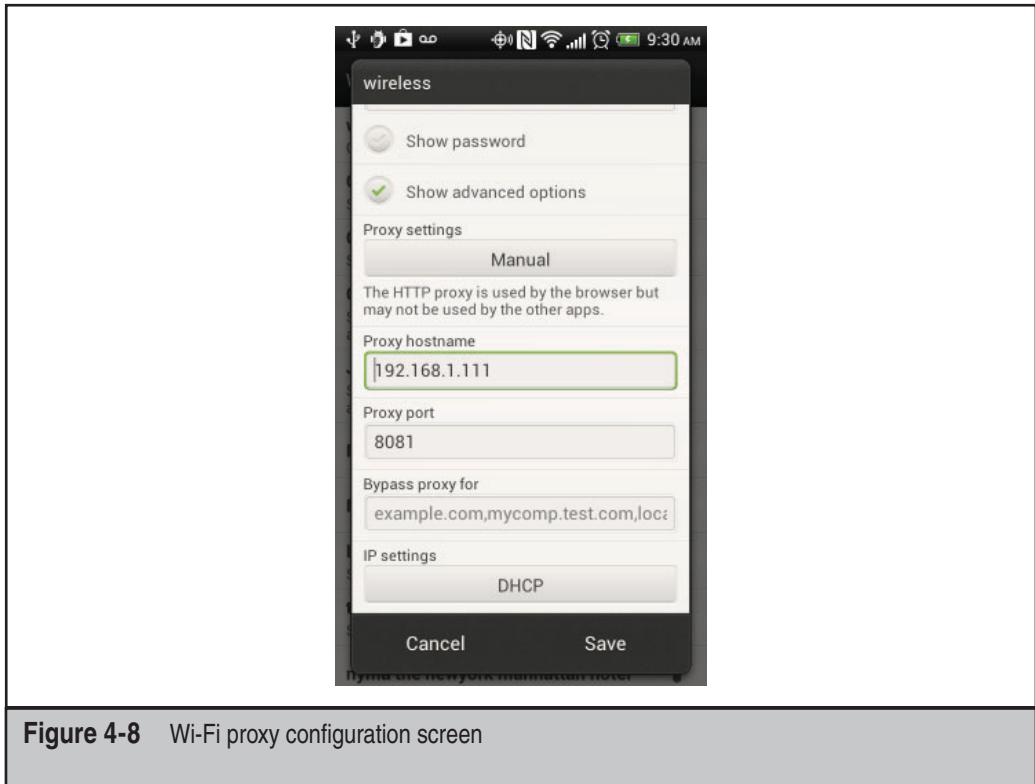 9:30 AM
wireless
Show password
Show advanced options
Proxy settings
Manual
The HTTP proxy is used by the browser but
may not be used by the other apps.
Proxy hostname
192.168.1.111
Proxy port
8081
Bypass proxy for
example.com,mycomp.test.com,loca
IP settings
DHCP
Cancel
Save
Figure 4-8 Wi-Fi proxy configuration screen